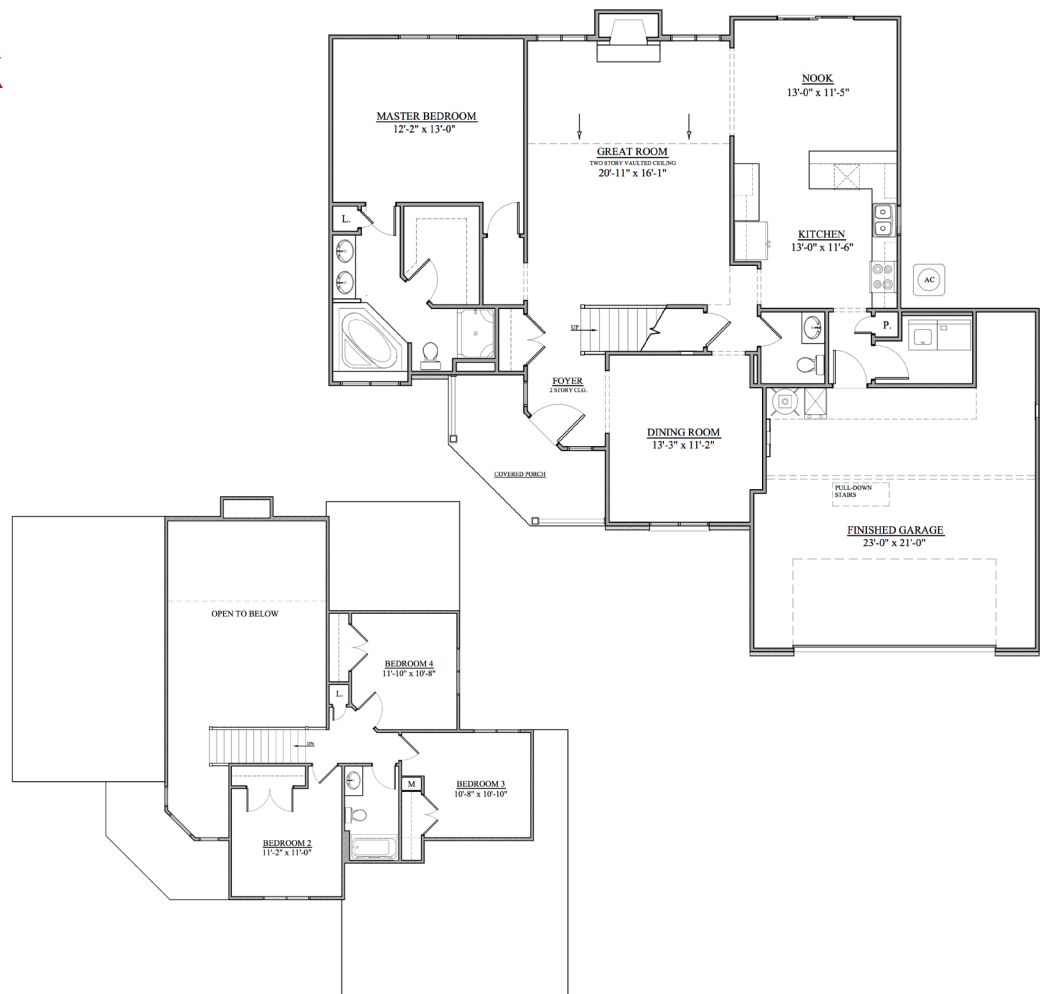 NOOK
13'-0" x 11'-5"
MASTER BEDROOM
12'-2" x 13'-0"
GREAT ROOM
TWO STORY VAULTED CEILING
20'-11" x 16'-1"
L.
KITCHEN
13'-0" x 11'-6"
AC
UP
P.
FOYER
2 STORY CLG.
DINING ROOM
13'-3" x 11'-2"
COVERED PORCH
PULL-DOWN
STAIRS
FINISHED GARAGE
23'-0" x 21'-0"
OPEN TO BELOW
BEDROOM 4
11'-10" x 10'-8"
L.
DN
M
BEDROOM 3
10'-8" x 10'-10"
BEDROOM 2
11'-2" x 11'-0"